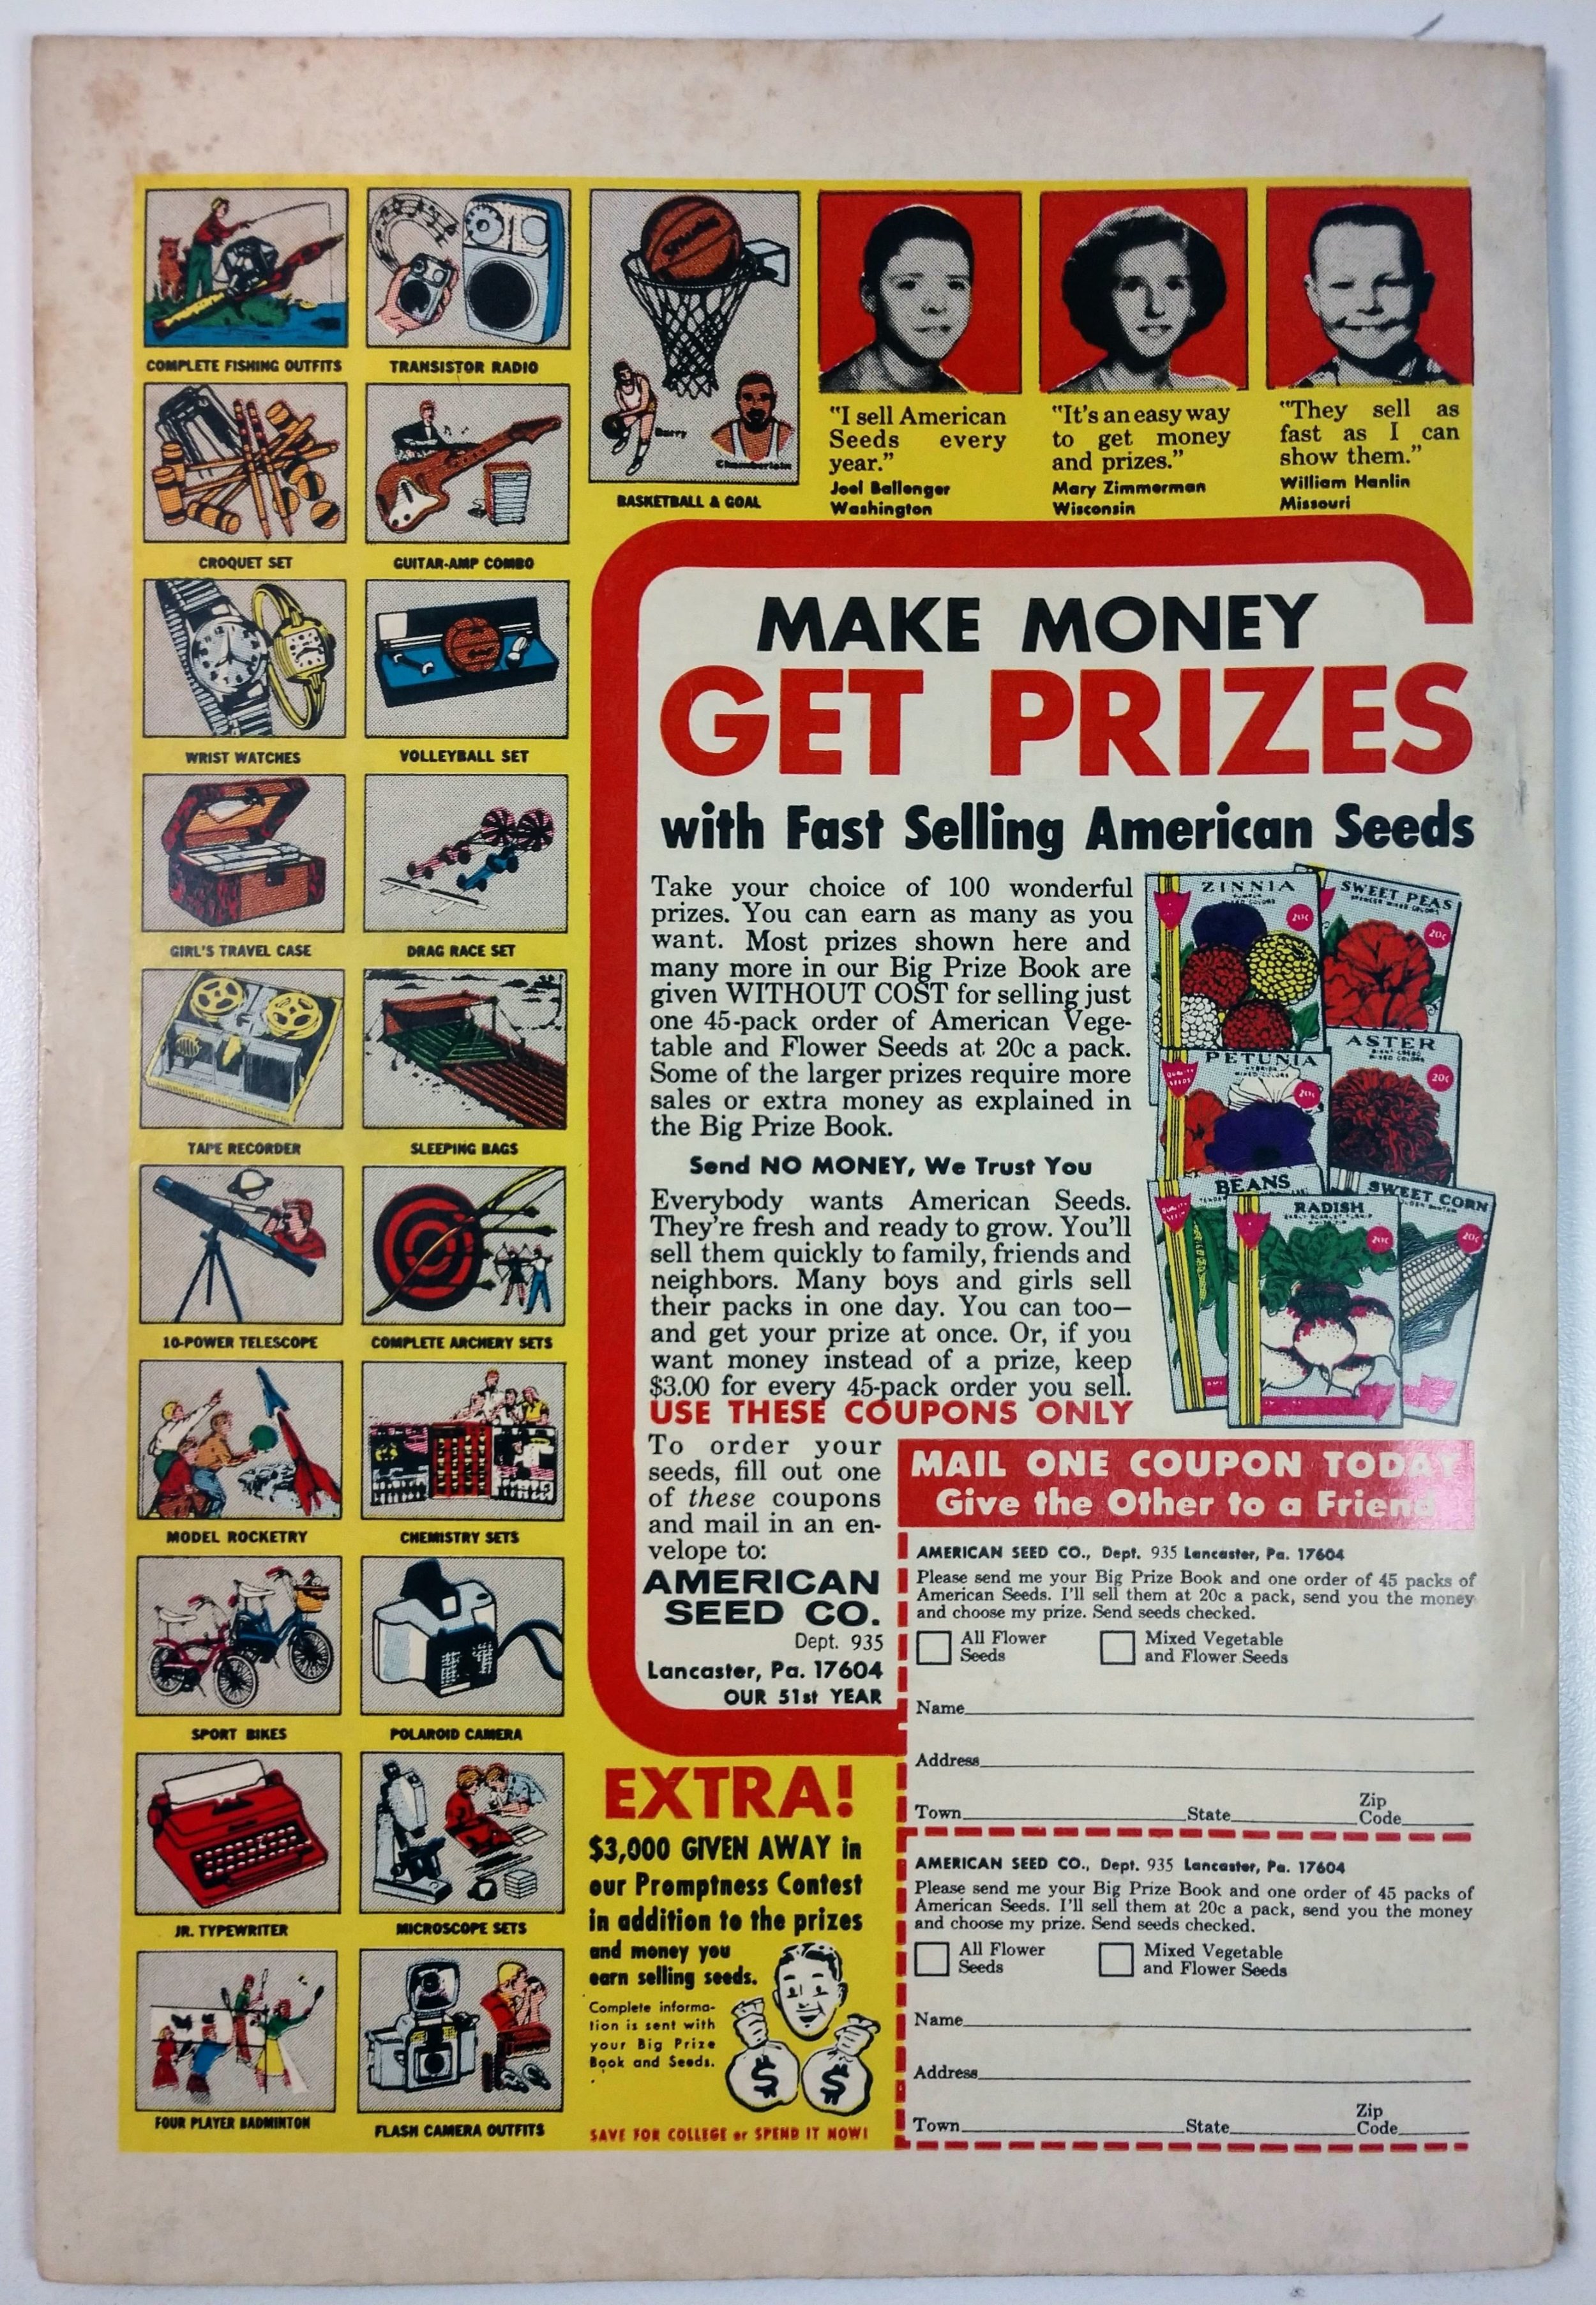 COMPLETE FISHING OUTFITS
TRANSISTOR RADIO
CROQUET SET
GUITAR-AMP COMBO
WRIST WATCHES
VOLLEYBALL SET
GIRL'S TRAVEL CASE
DRAG RACE SET
TAPE RECORDER
SLEEPING BAGS
10-POWER TELESCOPE
COMPLETE ARCHERY SETS
MODEL ROCKETRY
CHEMISTRY SETS
SPORT BIKES
POLAROID CAMERA
JR. TYPEWRITER
MICROSCOPE SETS
FOUR PLAYER BADMINTON
FLASH CAMERA OUTFITS
Barry
Chamberlain
BASKETBALL & GOAL
"I sell American
Seeds every
year."
Joel Ballenger
Washington
"It's an easy way
to get money
and prizes."
Mary Zimmerman
Wisconsin
"They sell as
fast as I can
show them."
William Hanlin
Missouri
MAKE MONEY
GET PRIZES
with Fast Selling American Seeds
Take your choice of 100 wonderful
prizes. You can earn as many as you
want. Most prizes shown here and
many more in our Big Prize Book are
given WITHOUT COST for selling just
one 45-pack order of American Vege-
table and Flower Seeds at 20c a pack.
Some of the larger prizes require more
sales or extra money as explained in
the Big Prize Book.
Send NO MONEY, We Trust You
Everybody wants American Seeds.
They're fresh and ready to grow. You'll
sell them quickly to family, friends and
neighbors. Many boys and girls sell
their packs in one day. You can too—
and get your prize at once. Or, if you
want money instead of a prize, keep
$3.00 for every 45-pack order you sell.
USE THESE COUPONS ONLY
ZINNIA
20¢
SWEET PEAS
SPENCER MIXED COLORS
20¢
PETUNIA
MIXED COLORS
20¢
ASTER
MIXED COLORS
20¢
BEANS
RADISH
20¢
SWEET CORN
20¢
To order your
seeds, fill out one
of these coupons
and mail in an en-
velope to:
AMERICAN
SEED CO.
Dept. 935
Lancaster, Pa. 17604
OUR 51st YEAR
MAIL ONE COUPON TODAY
Give the Other to a Friend
AMERICAN SEED CO., Dept. 935 Lancaster, Pa. 17604
Please send me your Big Prize Book and one order of 45 packs of
American Seeds. I'll sell them at 20c a pack, send you the money
and choose my prize. Send seeds checked.
All Flower
Seeds
Mixed Vegetable
and Flower Seeds
Name
Address
Town State Zip
Code
AMERICAN SEED CO., Dept. 935 Lancaster, Pa. 17604
Please send me your Big Prize Book and one order of 45 packs of
American Seeds. I'll sell them at 20c a pack, send you the money
and choose my prize. Send seeds checked.
All Flower
Seeds
Mixed Vegetable
and Flower Seeds
Name
Address
Town State Zip
Code
EXTRA!
$3,000 GIVEN AWAY in
our Promptness Contest
in addition to the prizes
and money you
earn selling seeds.
Complete informa-
tion is sent with
your Big Prize
Book and Seeds.
$ $
SAVE FOR COLLEGE or SPEND IT NOW!